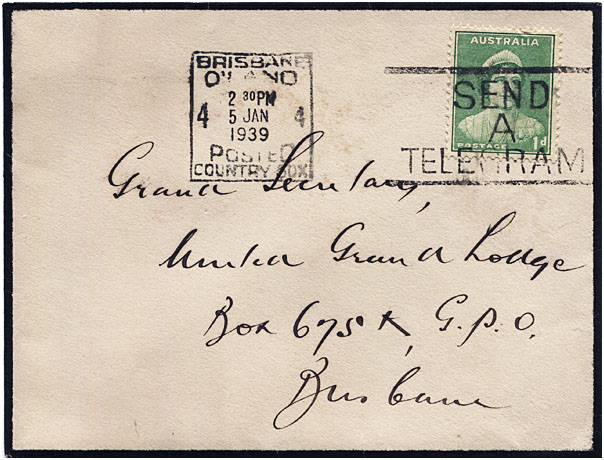 BRISBANE
Q'LAND
2 30PM
4 5 JAN 4
1939
POSTED
COUNTRY BOX
AUSTRALIA
POSTAGE 1d
SEND
A
TELEGRAM
Grand Secretary,
United Grand Lodge
Box 675K, G.P.O.
Brisbane